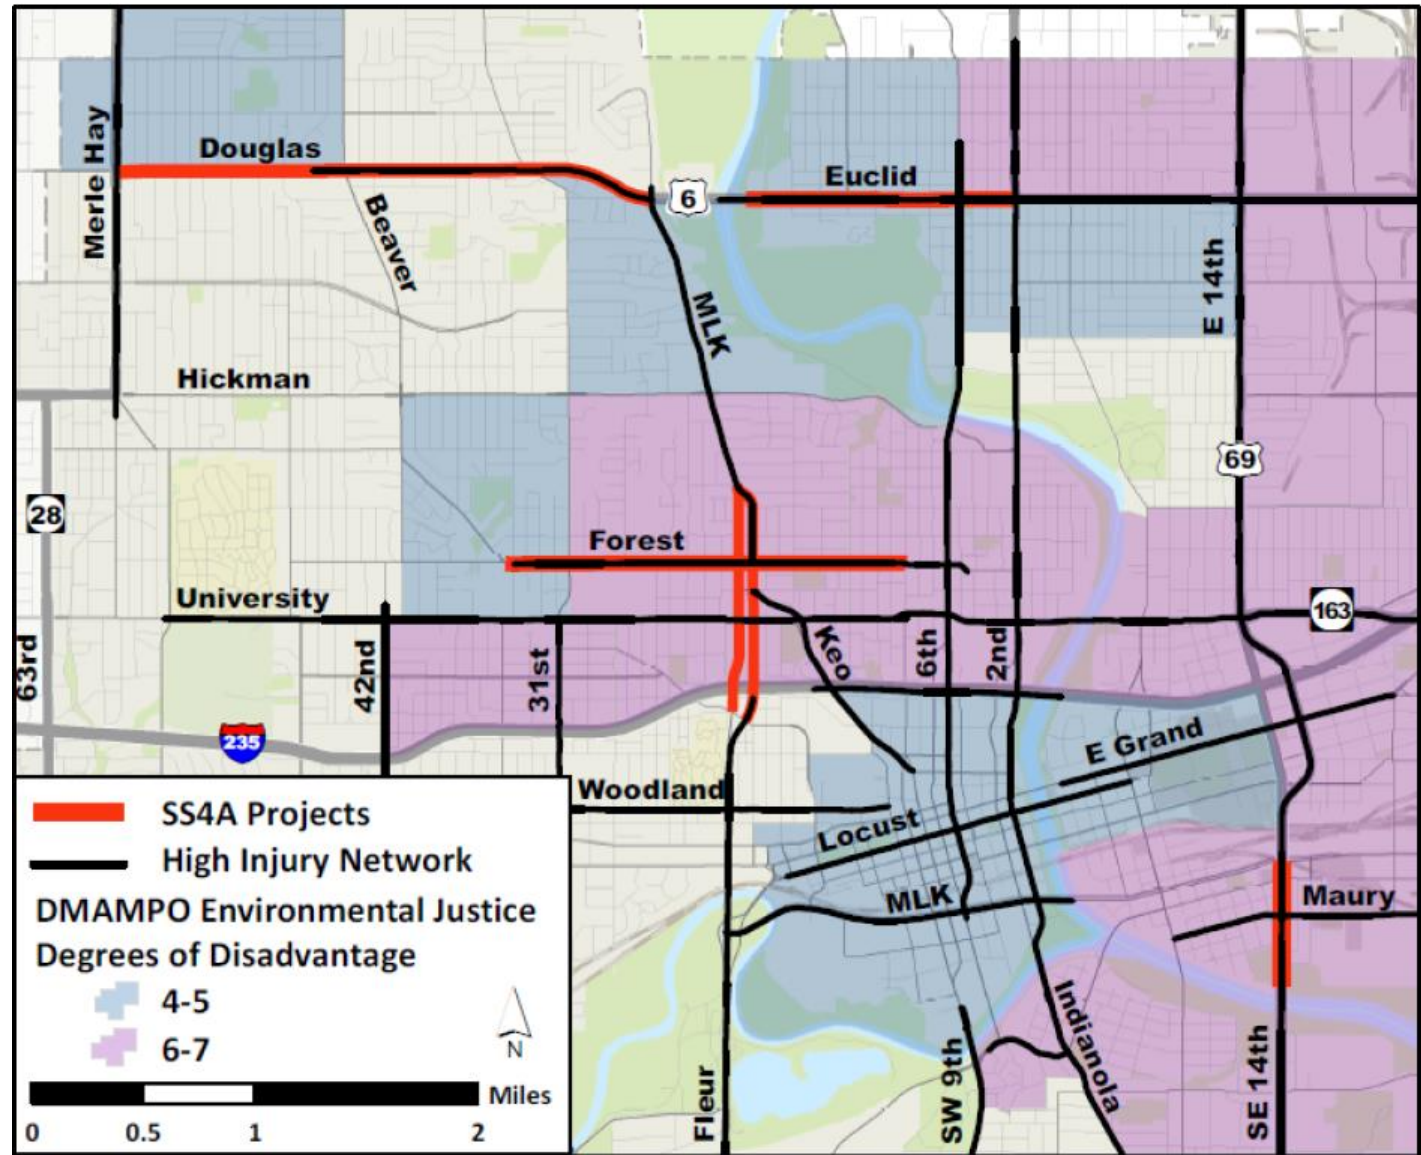 Merle Hay
Douglas
Beaver
6
Euclid
E 14th
MLK
Hickman
69
28
Forest
University
163
63rd
42nd
31st
Keo
6th
2nd
235
E Grand
Woodland
Locust
MLK
Maury
Indianola
Fleur
SW 9th
SE 14th
SS4A Projects
High Injury Network
DMAMPO Environmental Justice
Degrees of Disadvantage
4-5
6-7
N
Miles
0 0.5 1 2